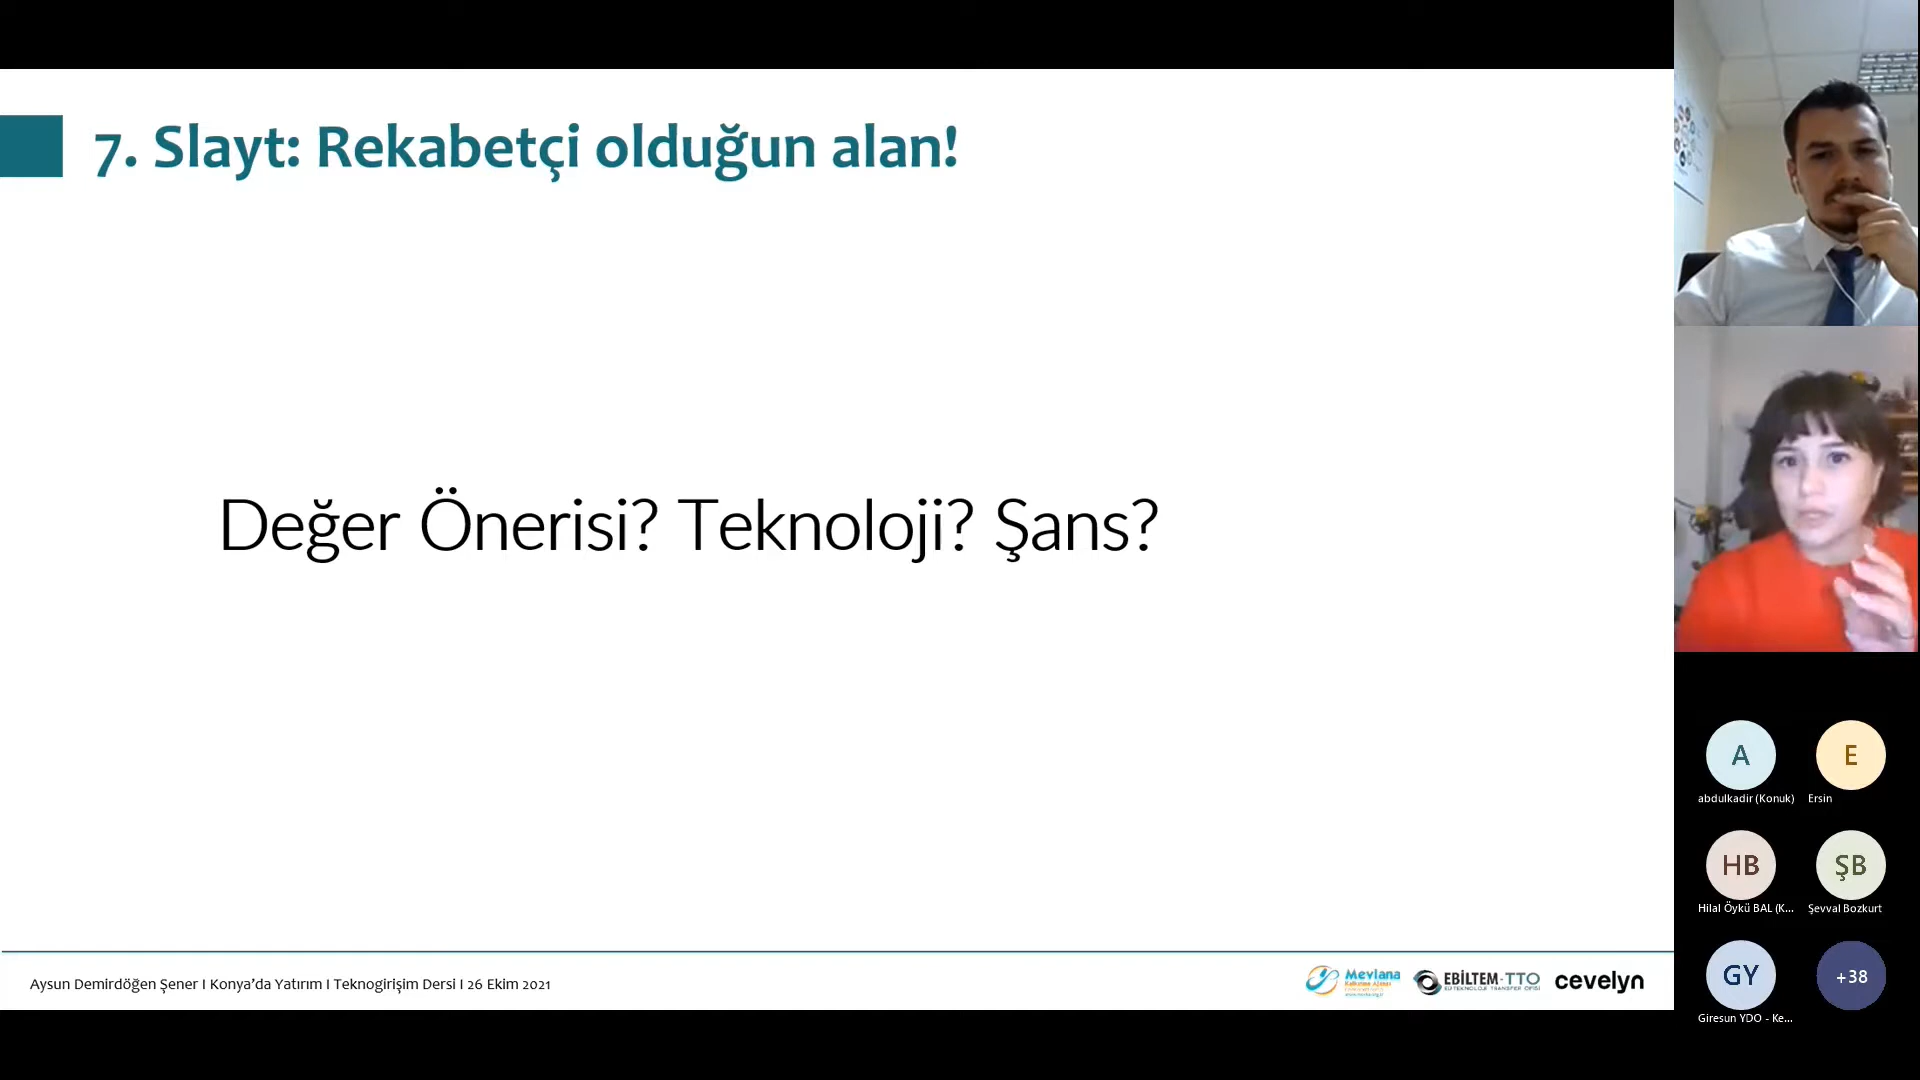 7. Slayt: Rekabetçi olduğun alan!
Değer Önerisi? Teknoloji? Şans?
Aysun Demirdöğen Şener I Konya'da Yatırım I Teknogirişim Dersi I 26 Ekim 2021
Mevlana
EBİLTEM-TTO
cevelyn
A
abdulkadir (Konuk)
E
Ersin
HB
Hilal Öykü BAL (K...
ŞB
Şevval Bozkurt
GY
Giresun YDO - Ke...
+38